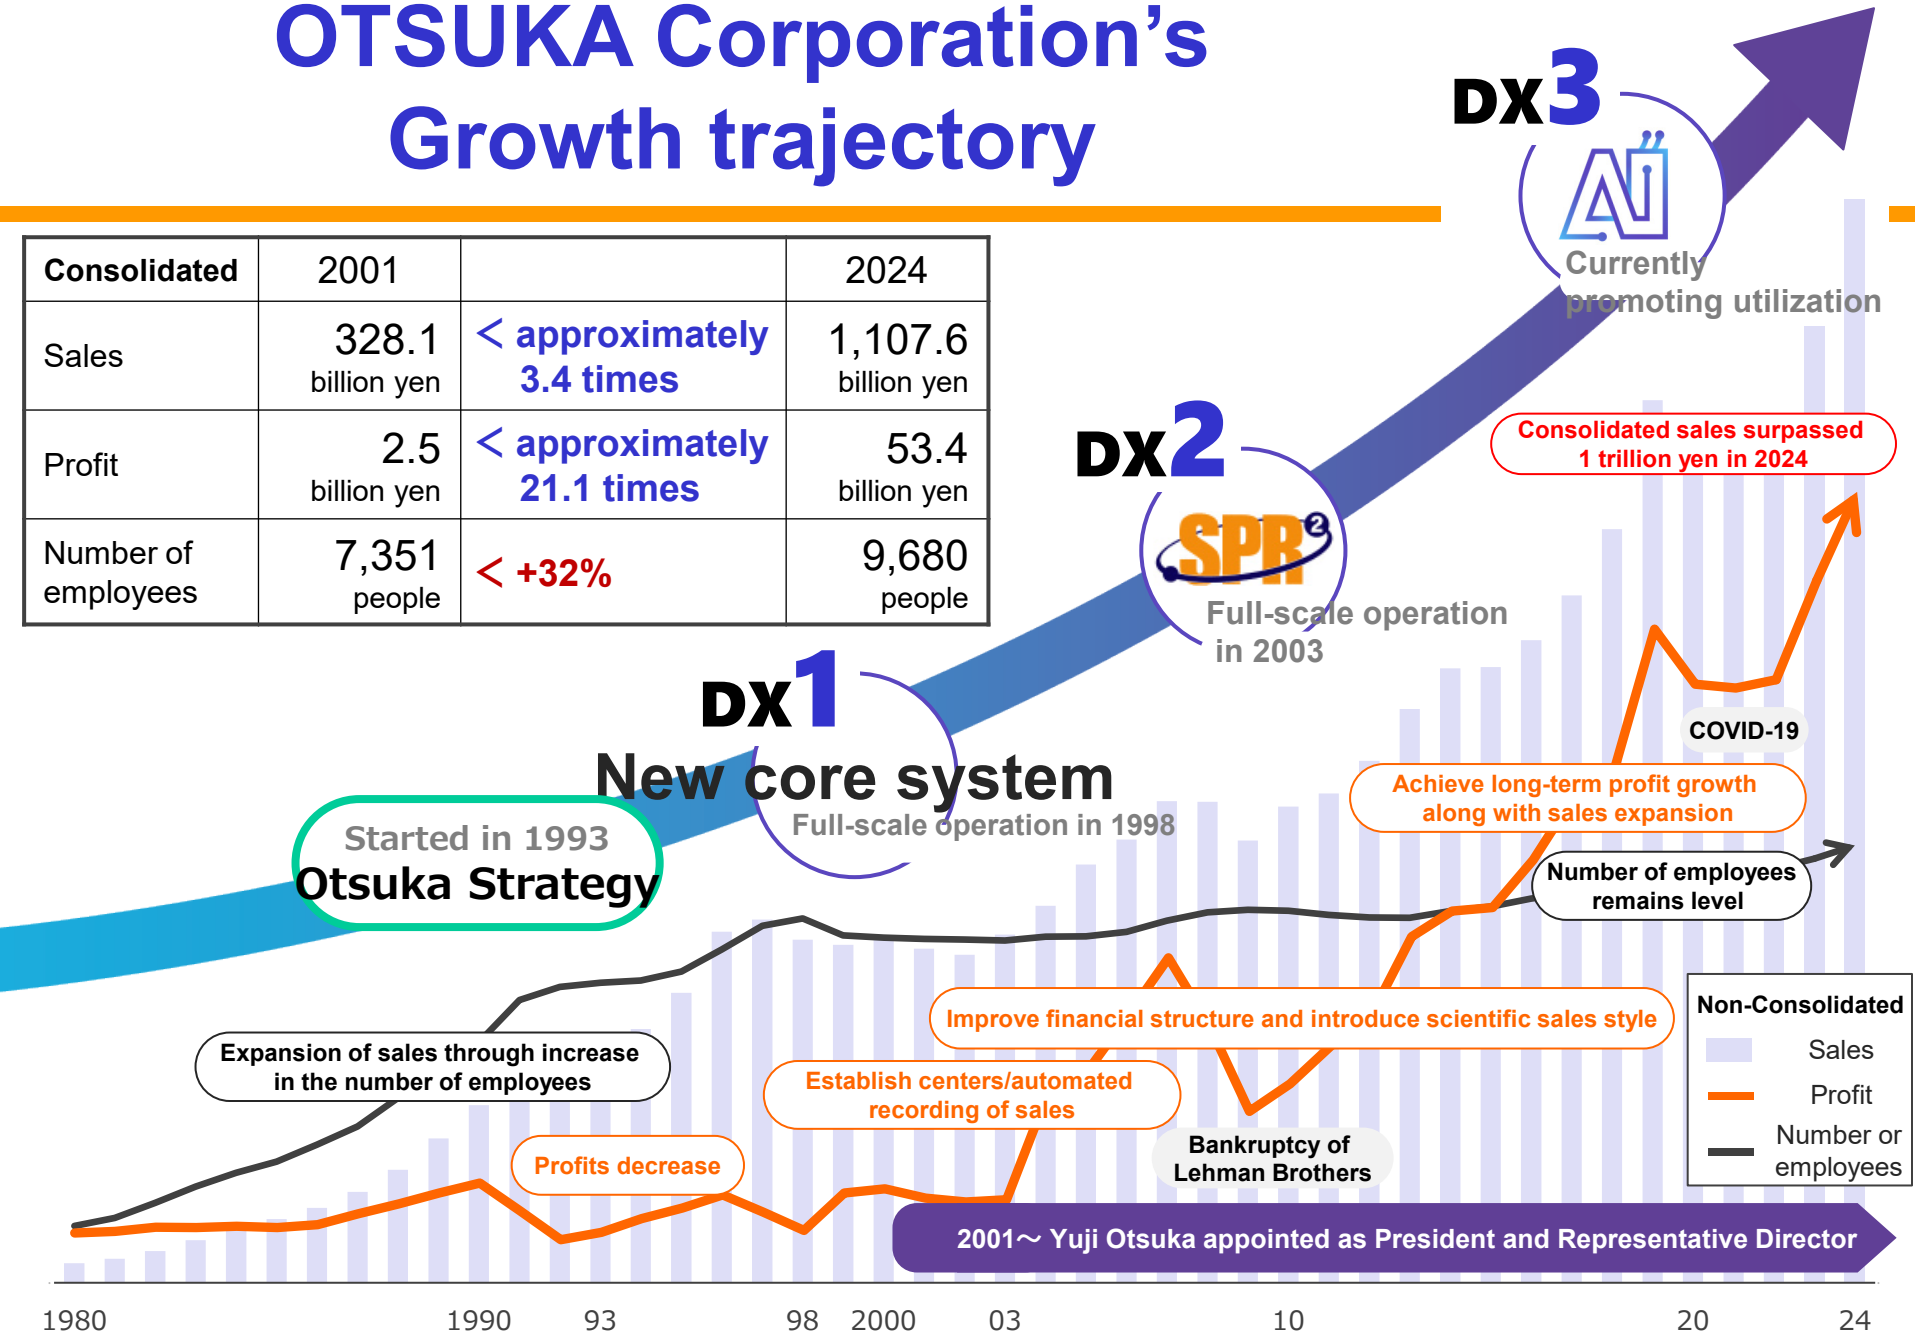 OTSUKA Corporation's
Growth trajectory
DX3
AI
Currently
promoting utilization
Consolidated 2001 2024
Sales 328.1 billion yen < approximately 3.4 times 1,107.6 billion yen
Profit 2.5 billion yen < approximately 21.1 times 53.4 billion yen
Number of employees 7,351 people < +32% 9,680 people
DX2
SPR2
Full-scale operation
in 2003
Consolidated sales surpassed
1 trillion yen in 2024
DX1
New core system
Full-scale operation in 1998
Started in 1993
Otsuka Strategy
COVID-19
Achieve long-term profit growth
along with sales expansion
Number of employees
remains level
Improve financial structure and introduce scientific sales style
Expansion of sales through increase
in the number of employees
Establish centers/automated
recording of sales
Profits decrease
Bankruptcy of
Lehman Brothers
Non-Consolidated
Sales
Profit
Number or
employees
2001～ Yuji Otsuka appointed as President and Representative Director
1980 1990 93 98 2000 03 10 20 24